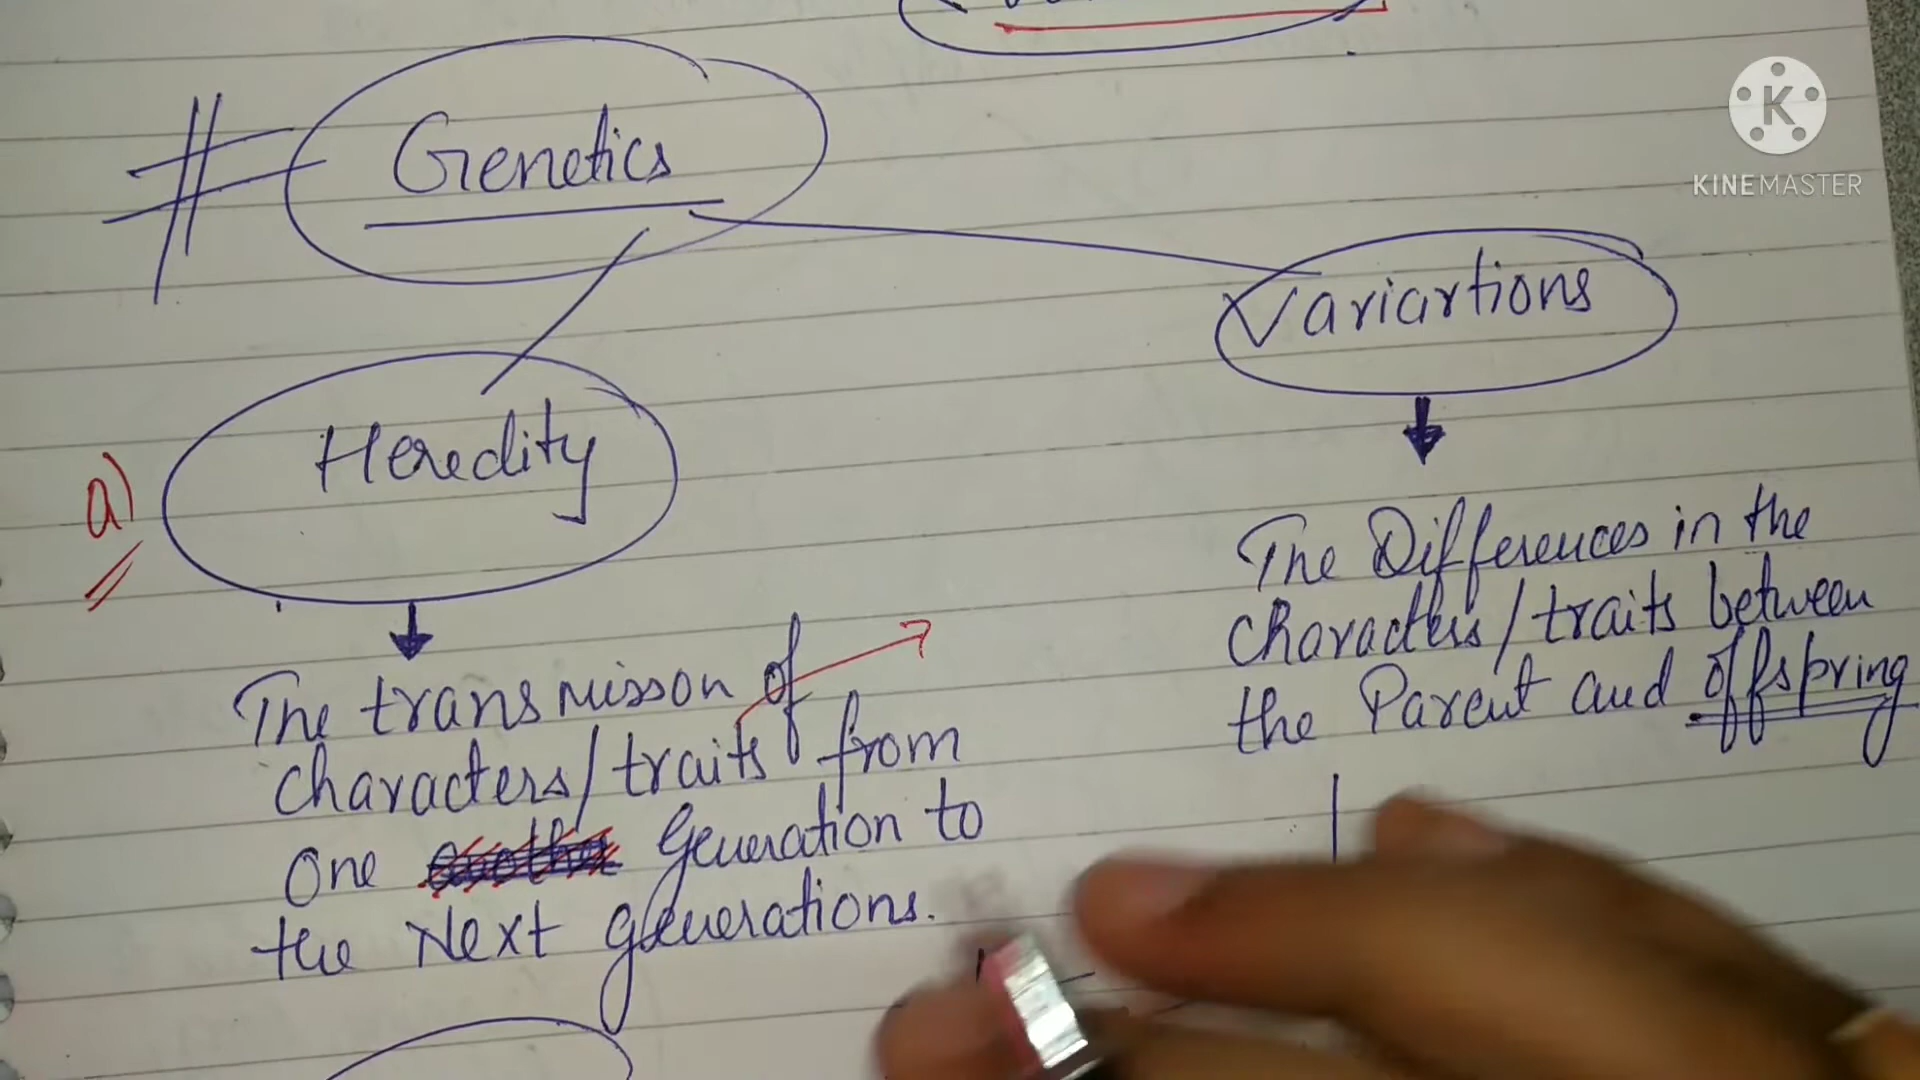 # Genetics
Variartions
a) Heredity
The transmisson of
characters/traits from
one Generation to
the Next generations.
The Differences in the
characters/traits between
the Parent and offspring
K
KINEMASTER